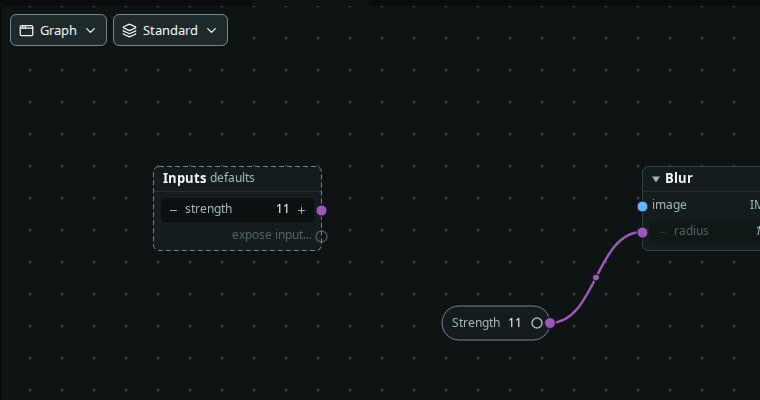 Graph
Standard
Inputs defaults
− strength 11 +
expose input...
Blur
image
− radius
Strength 11